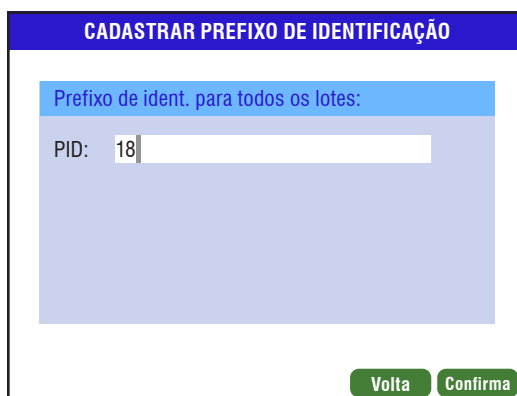 CADASTRAR PREFIXO DE IDENTIFICAÇÃO
Prefixo de ident. para todos os lotes:
PID: 18
Volta Confirma